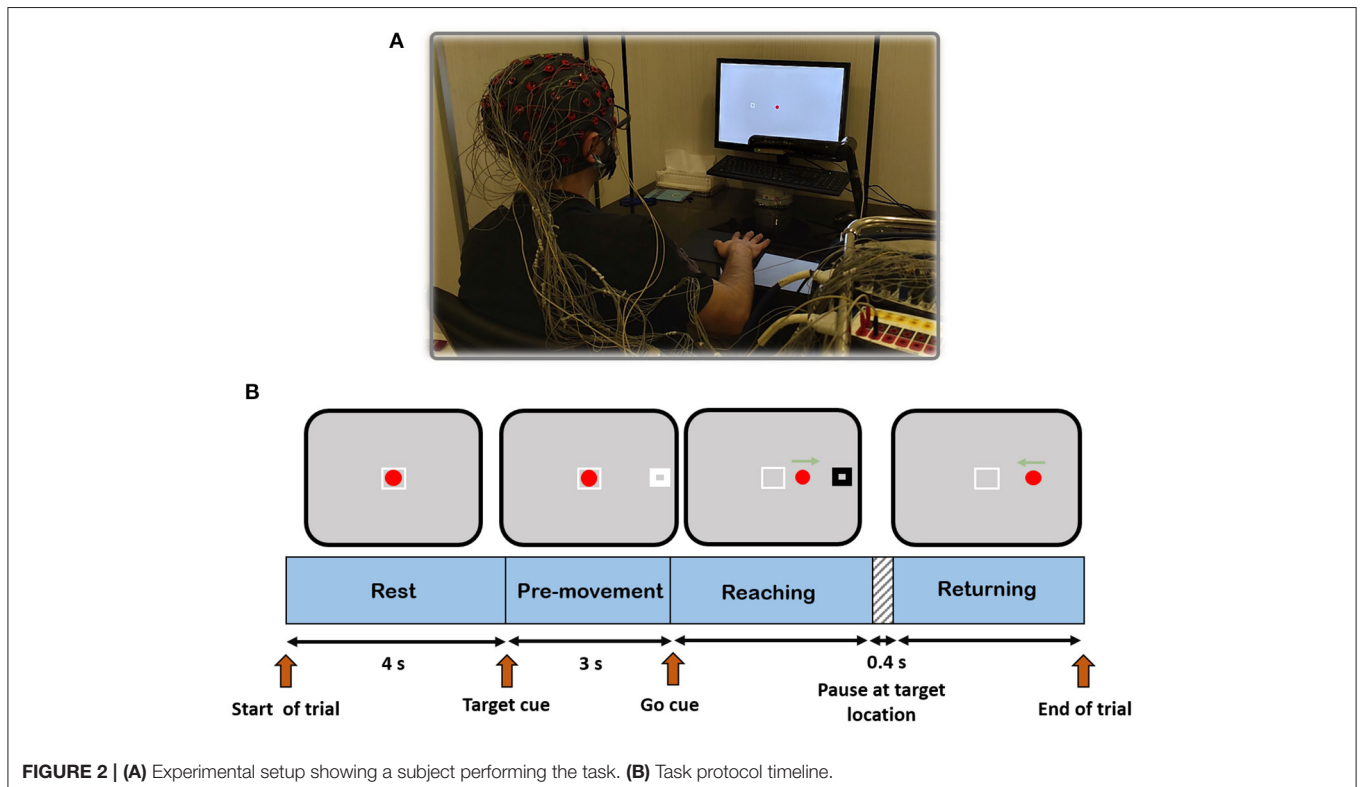 A
B
Rest
Pre-movement
Reaching
Returning
4 s
3 s
0.4 s
Start of trial
Target cue
Go cue
Pause at target
location
End of trial
FIGURE 2 | (A) Experimental setup showing a subject performing the task. (B) Task protocol timeline.